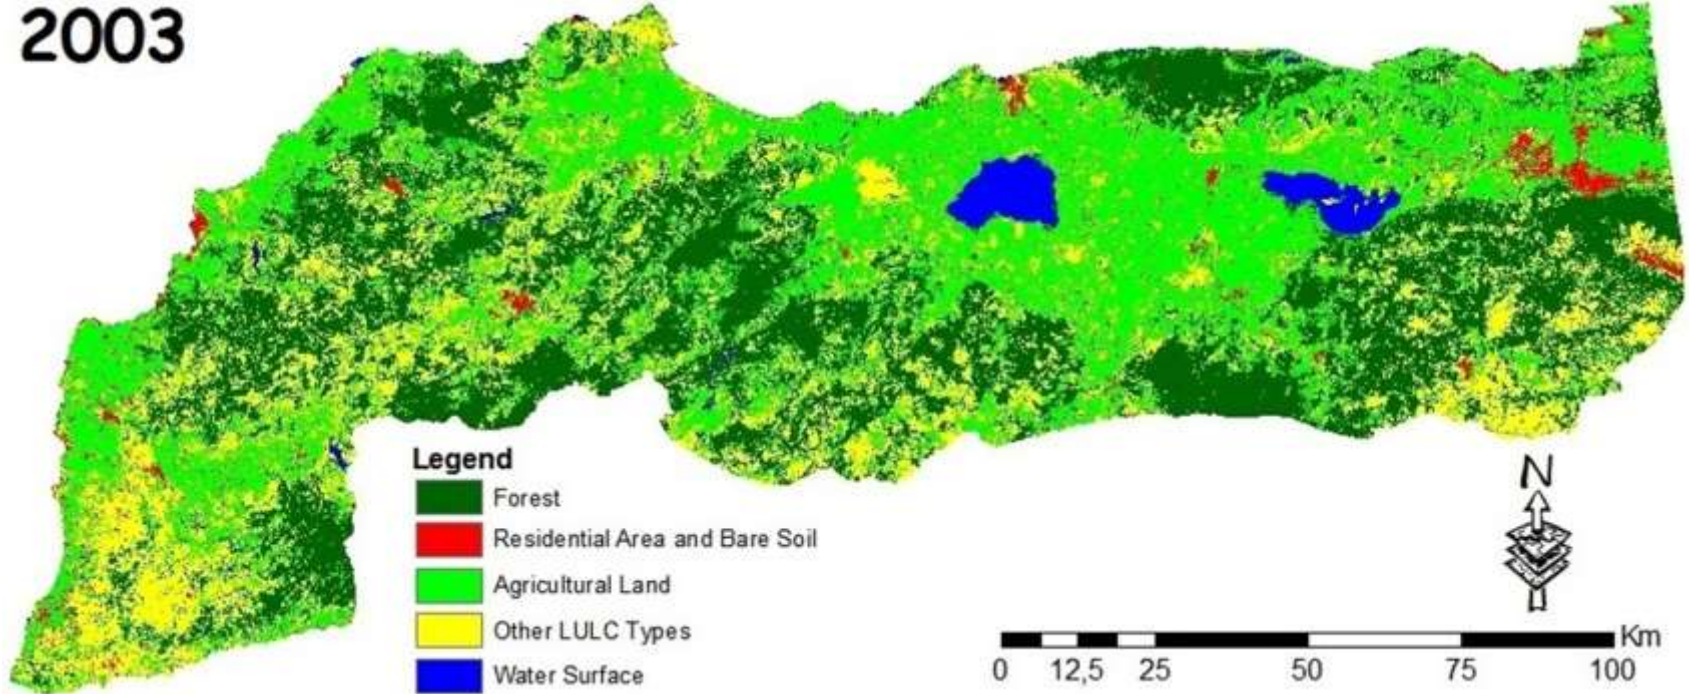 2003
Legend
Forest
Residential Area and Bare Soil
Agricultural Land
Other LULC Types
Water Surface
N
Km
0 12,5 25 50 75 100